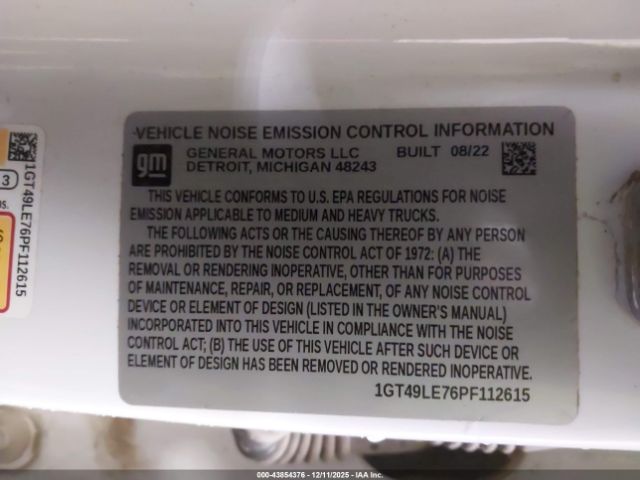 VEHICLE NOISE EMISSION CONTROL INFORMATION
gm
GENERAL MOTORS LLC BUILT 08/22
DETROIT, MICHIGAN 48243
THIS VEHICLE CONFORMS TO U.S. EPA REGULATIONS FOR NOISE
EMISSION APPLICABLE TO MEDIUM AND HEAVY TRUCKS.
THE FOLLOWING ACTS OR THE CAUSING THEREOF BY ANY PERSON
ARE PROHIBITED BY THE NOISE CONTROL ACT OF 1972: (A) THE
REMOVAL OR RENDERING INOPERATIVE, OTHER THAN FOR PURPOSES
OF MAINTENANCE, REPAIR, OR REPLACEMENT, OF ANY NOISE CONTROL
DEVICE OR ELEMENT OF DESIGN (LISTED IN THE OWNER'S MANUAL)
INCORPORATED INTO THIS VEHICLE IN COMPLIANCE WITH THE NOISE
CONTROL ACT; (B) THE USE OF THIS VEHICLE AFTER SUCH DEVICE OR
ELEMENT OF DESIGN HAS BEEN REMOVED OR RENDERED INOPERATIVE.
1GT49LE76PF112615
1GT49LE76PF112615
3
000-43854376 - 12/11/2025 - IAAI.COM